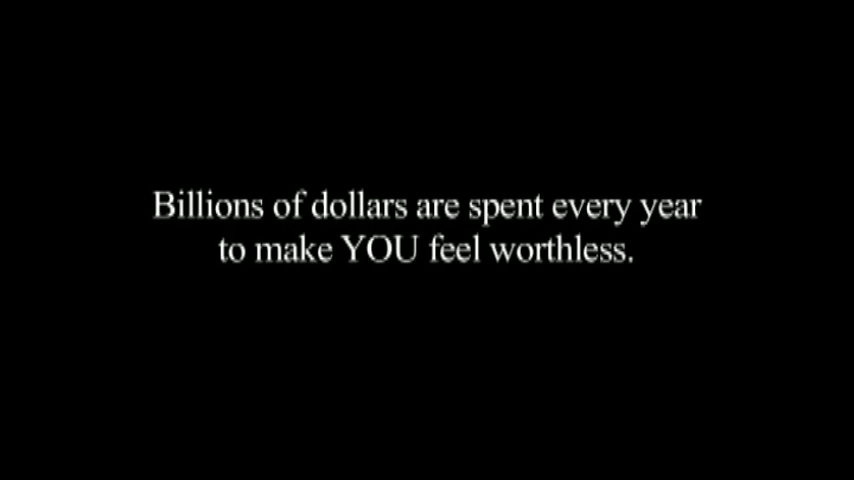 Billions of dollars are spent every year
to make YOU feel worthless.